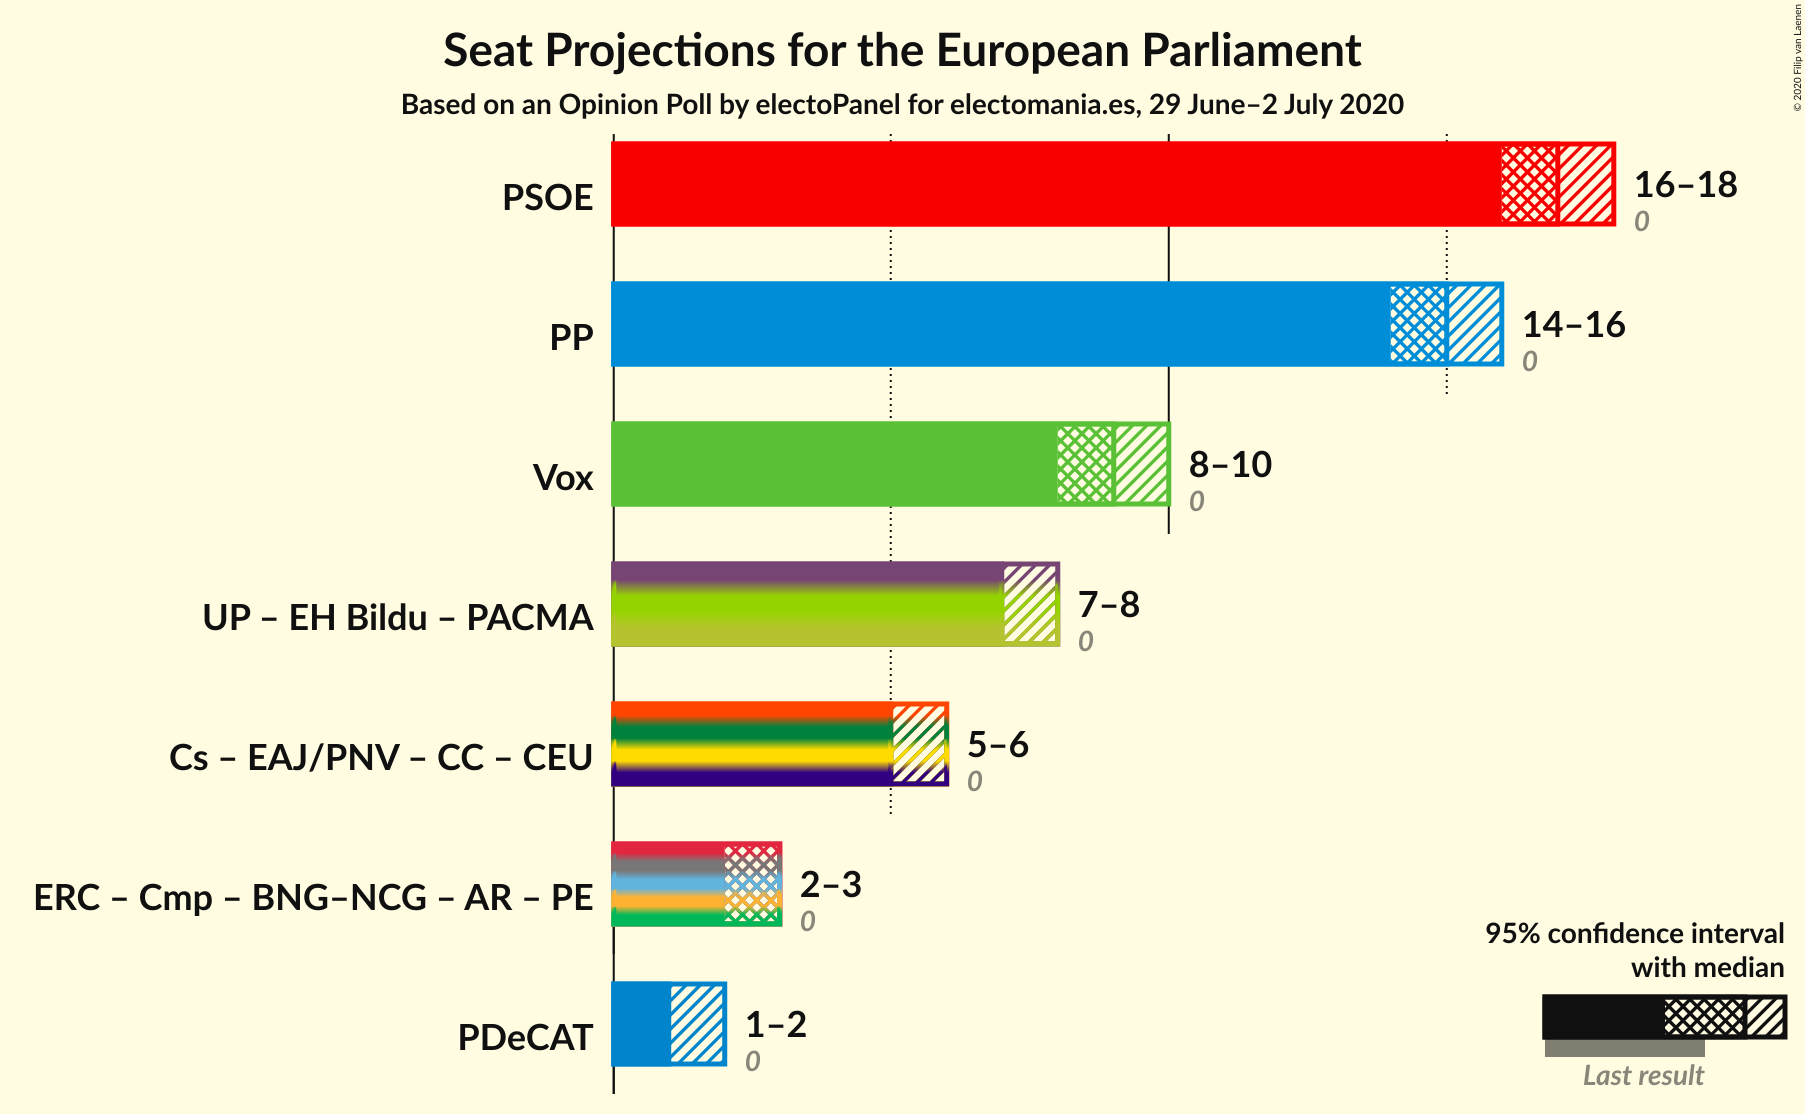 Seat Projections for the European Parliament
Based on an Opinion Poll by electoPanel for electomania.es, 29 June–2 July 2020
© 2020 Filip van Laenen
PSOE
16–18
0
PP
14–16
0
Vox
8–10
0
UP – EH Bildu – PACMA
7–8
0
Cs – EAJ/PNV – CC – CEU
5–6
0
ERC – Cmp – BNG–NCG – AR – PE
2–3
0
PDeCAT
1–2
0
95% confidence interval
with median
Last result